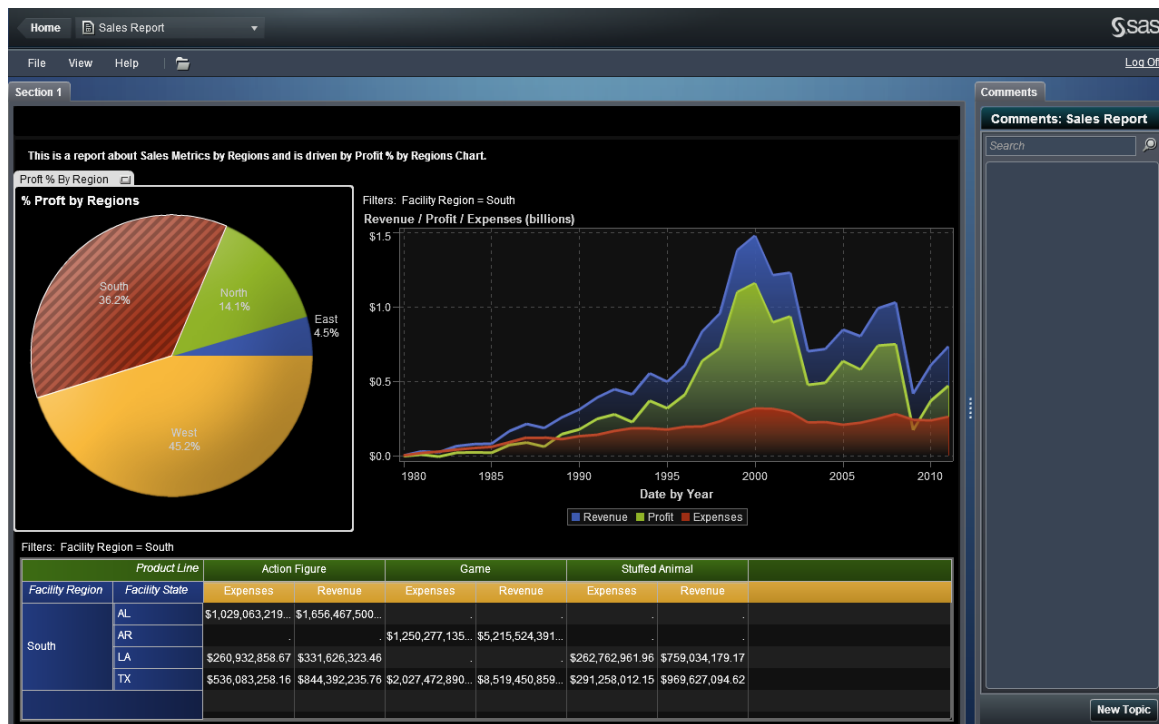 Home Sales Report sas
File View Help Log Of
Section 1 Comments
Comments: Sales Report
Search
This is a report about Sales Metrics by Regions and is driven by Profit % by Regions Chart.
Proft % By Region
% Proft by Regions
South
36.2%
North
14.1%
East
4.5%
West
45.2%
Filters: Facility Region = South
Revenue / Profit / Expenses (billions)
$1.5
$1.0
$0.5
$0.0
1980 1985 1990 1995 2000 2005 2010
Date by Year
Revenue Profit Expenses
Filters: Facility Region = South
Product Line Action Figure Game Stuffed Animal
Facility Region Facility State Expenses Revenue Expenses Revenue Expenses Revenue
South
AL $1,029,063,219... $1,656,467,500... . . . .
AR . . $1,250,277,135... $5,215,524,391... . .
LA $260,932,858.67 $331,626,323.46 . . $262,762,961.96 $759,034,179.17
TX $536,083,258.16 $844,392,235.76 $2,027,472,890... $8,519,450,859... $291,258,012.15 $969,627,094.62
New Topic